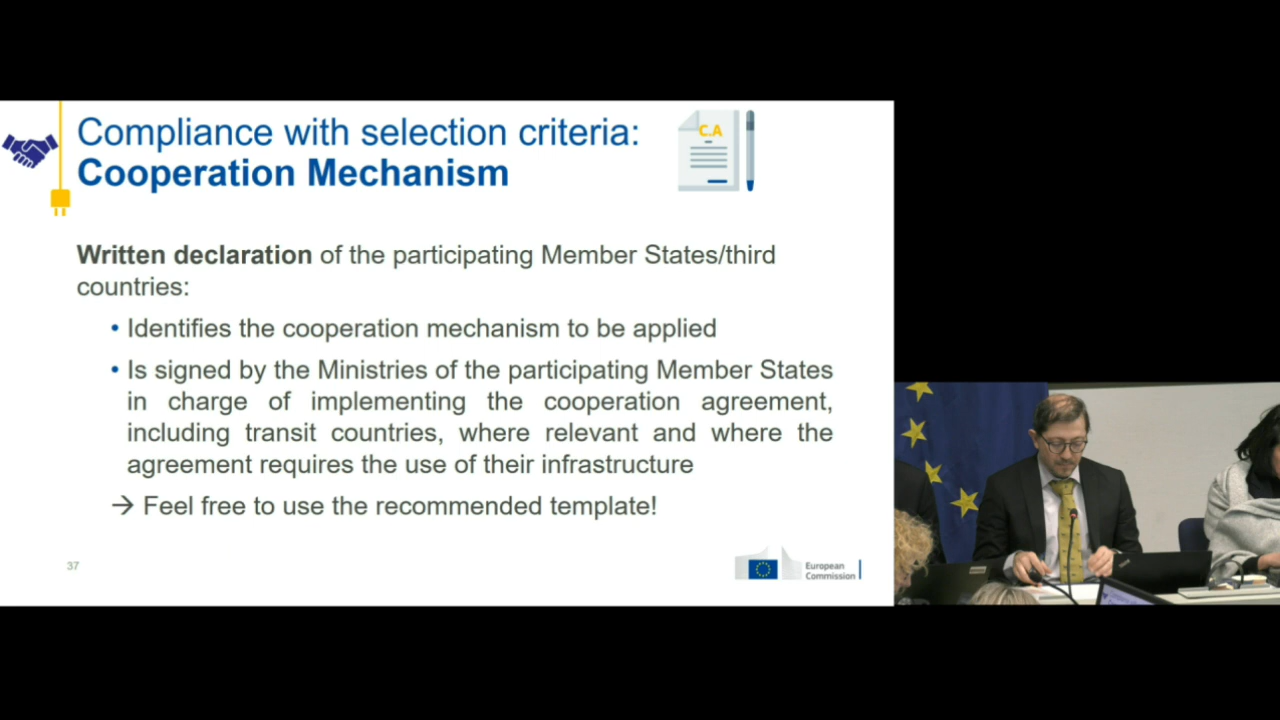 Compliance with selection criteria:
Cooperation Mechanism
C.A
Written declaration of the participating Member States/third
countries:
• Identifies the cooperation mechanism to be applied
• Is signed by the Ministries of the participating Member States
in charge of implementing the cooperation agreement,
including transit countries, where relevant and where the
agreement requires the use of their infrastructure
→ Feel free to use the recommended template!
37
European
Commission